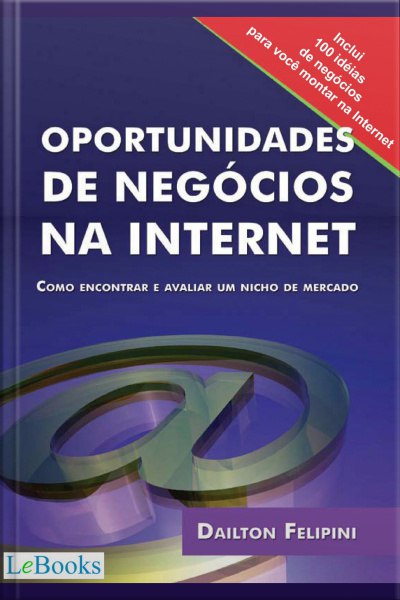 Inclui
100 idéias
de negócios
para você montar na Internet
OPORTUNIDADES
DE NEGÓCIOS
NA INTERNET
COMO ENCONTRAR E AVALIAR UM NICHO DE MERCADO
@
DAILTON FELIPINI
LeBooks